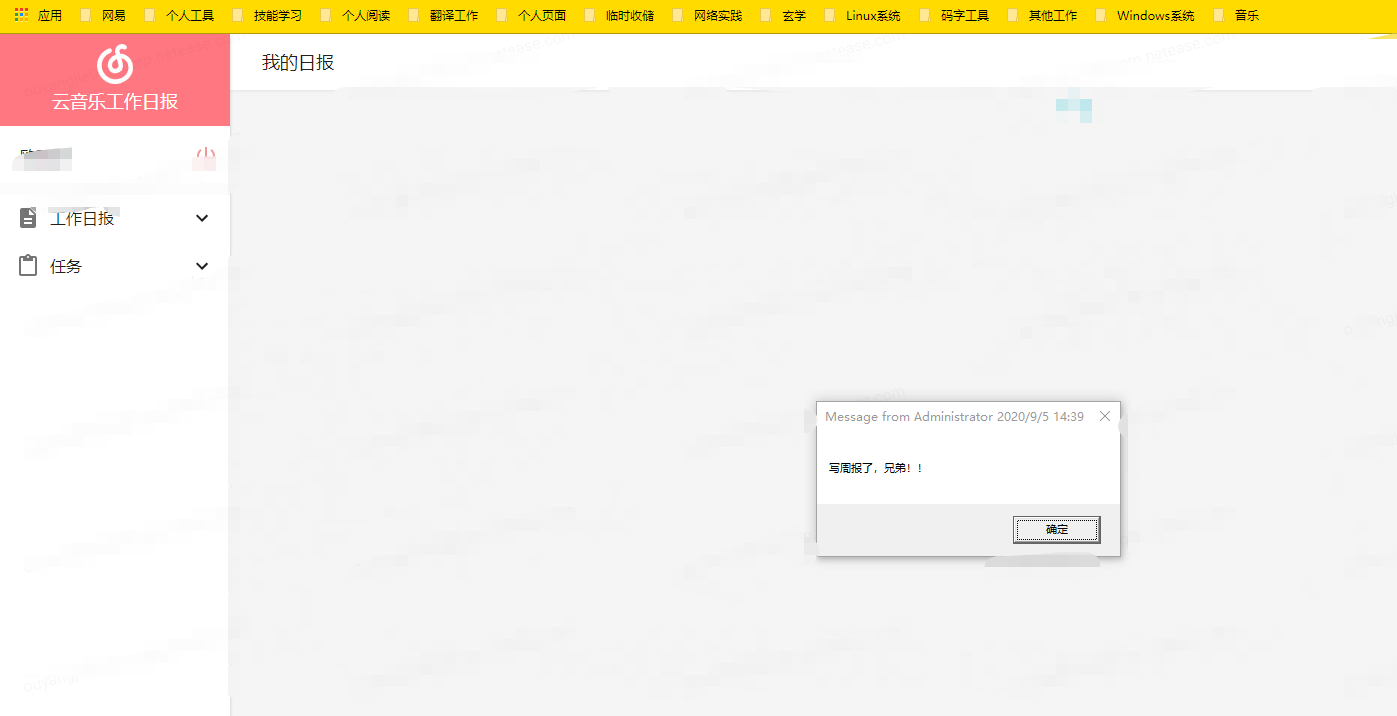 应用 网易 个人工具 技能学习 个人阅读 翻译工作 个人页面 临时收储 网络实践 玄学 Linux系统 码字工具 其他工作 Windows系统 音乐
云音乐工作日报
我的日报
工作日报
任务
Message from Administrator 2020/9/5 14:39
写周报了，兄弟！！
确定